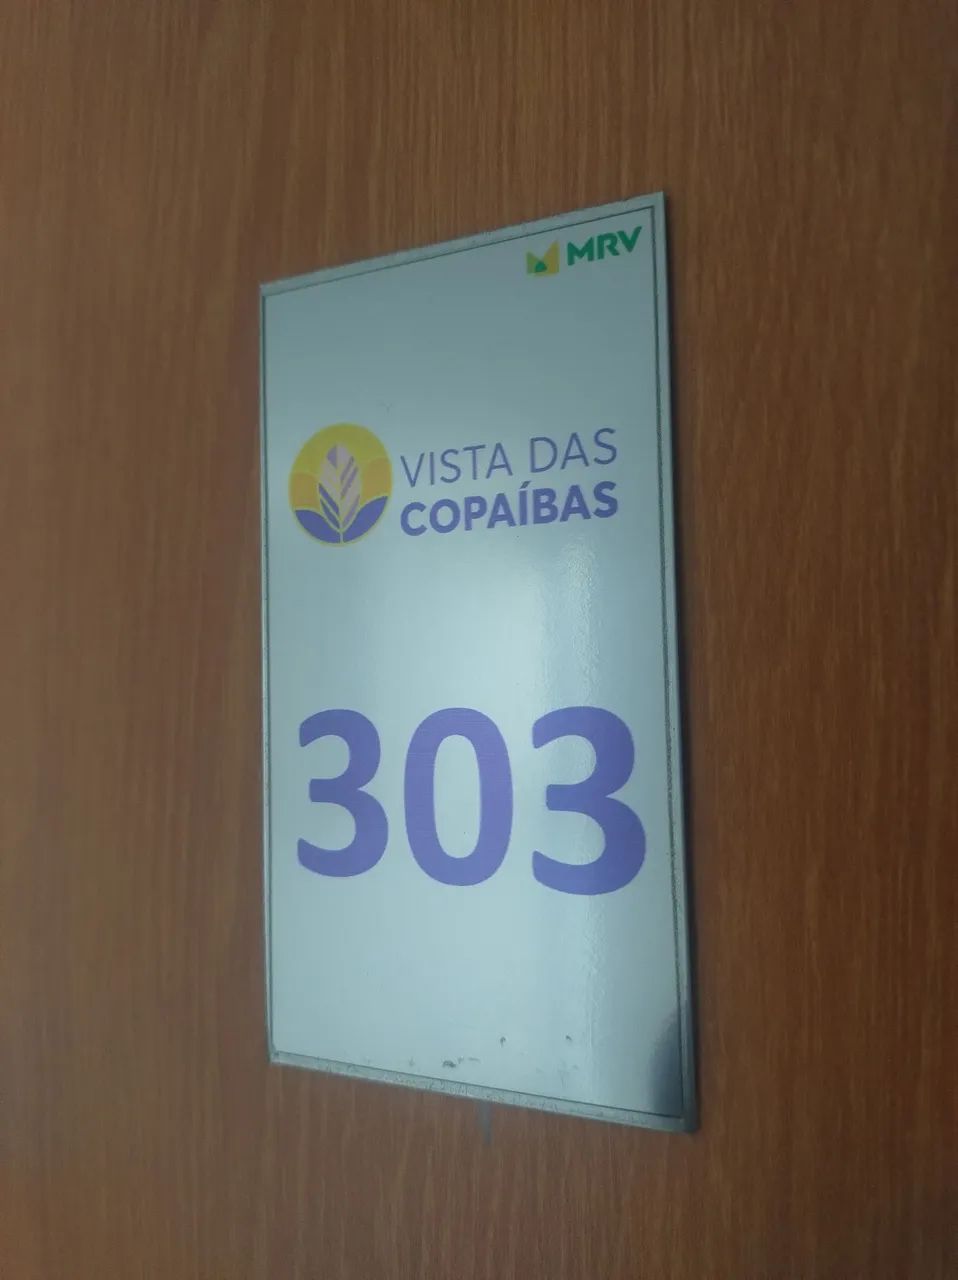 MRV
VISTA DAS
COPAÍBAS
303